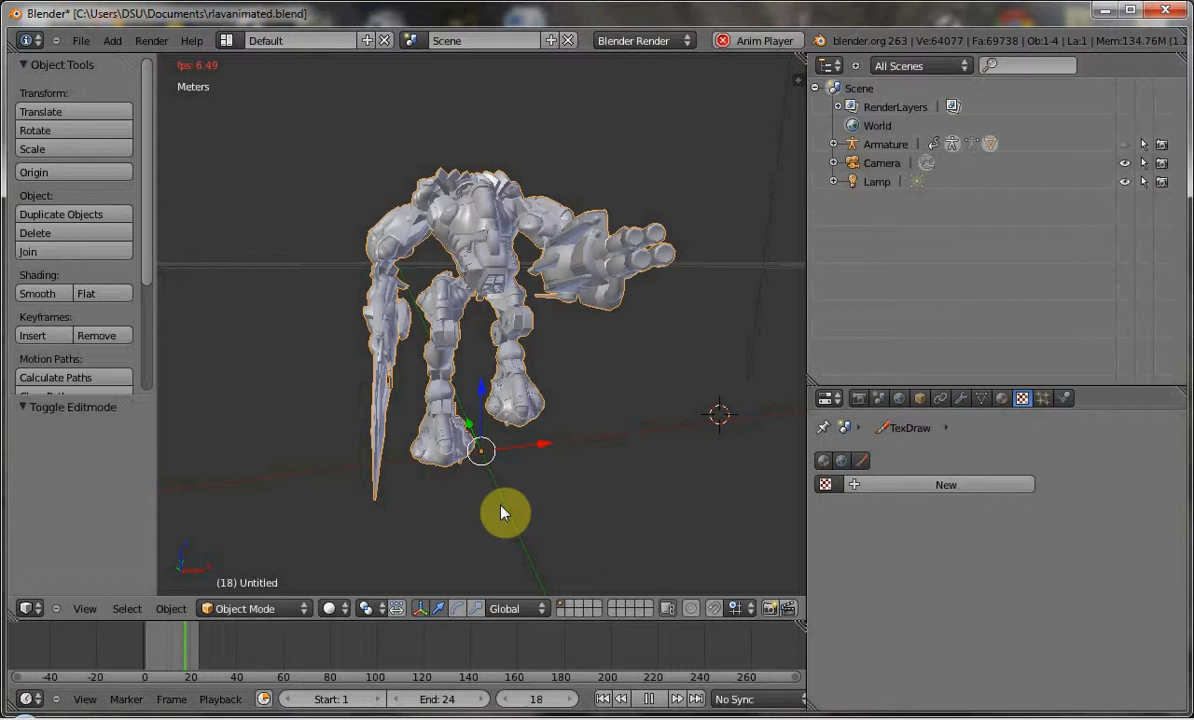 Blender* [C:\Users\DSU\Documents\rlavanimated.blend]
File Add Render Help Default Scene Blender Render Anim Player blender.org 263 | Ve:64077 | Fa:69738 | Ob:1-4 | La:1 | Mem:134.76M (1.1
Object Tools
Transform:
Translate
Rotate
Scale
Origin
Object:
Duplicate Objects
Delete
Join
Shading:
Smooth Flat
Keyframes:
Insert Remove
Motion Paths:
Calculate Paths
Toggle Editmode
fps: 6.49
Meters
(18) Untitled
View Select Object Object Mode Global
All Scenes
Scene
RenderLayers
World
Armature
Camera
Lamp
TexDraw
New
-40 -20 0 20 40 60 80 100 120 140 160 180 200 220 240 260
View Marker Frame Playback Start: 1 End: 24 18 No Sync